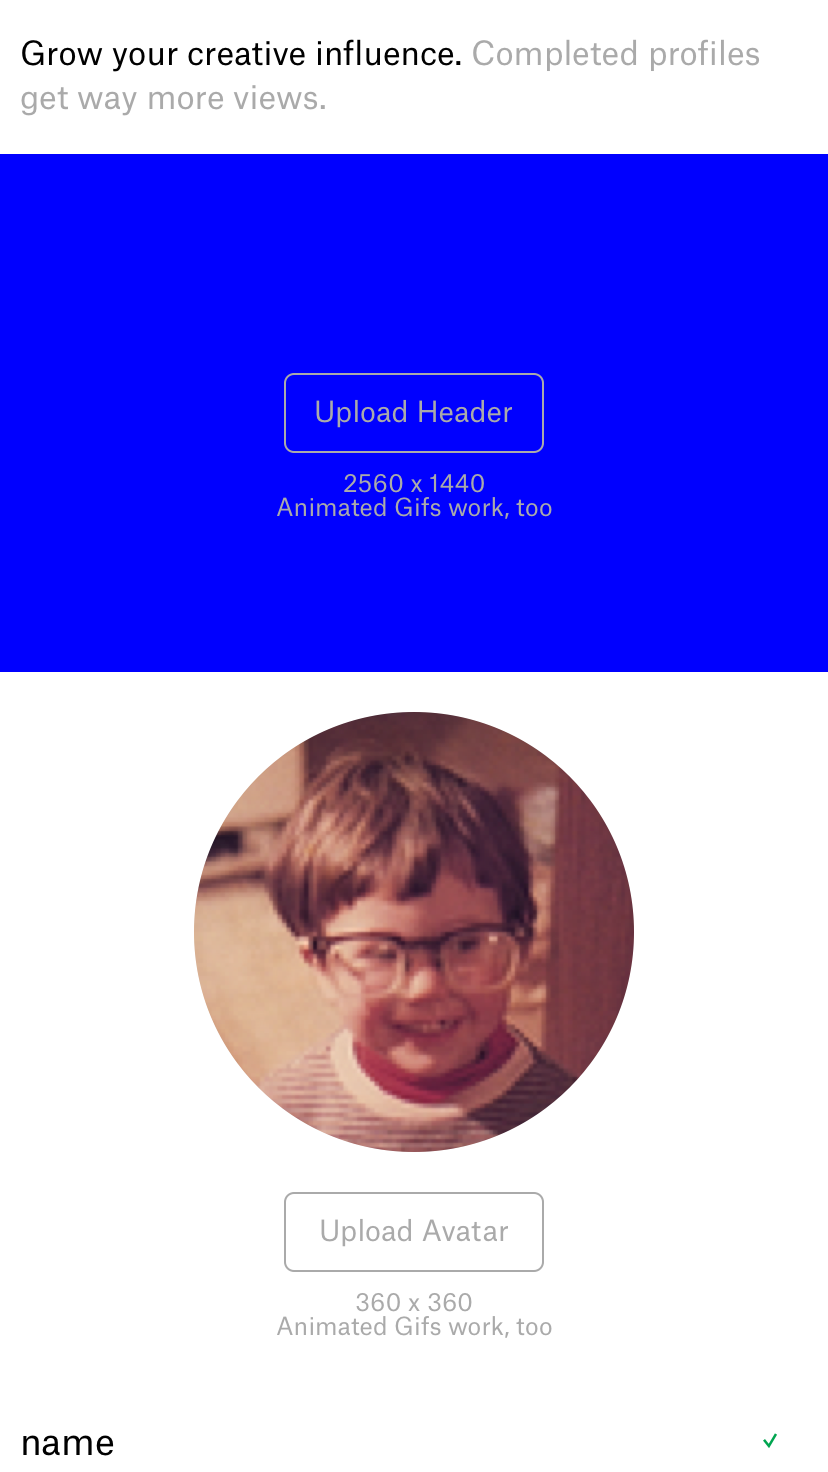 Grow your creative influence. Completed profiles
get way more views.
Upload Header
2560 x 1440
Animated Gifs work, too
Upload Avatar
360 x 360
Animated Gifs work, too
name